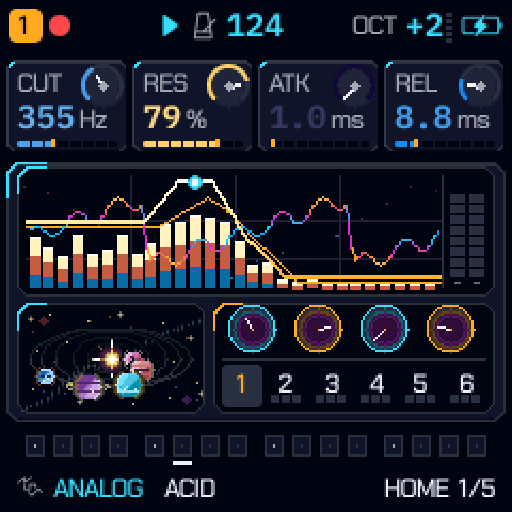 1 124 OCT +2
CUT RES ATK REL
355 Hz 79 % 1.0 ms 8.8 ms
1 2 3 4 5 6
ANALOG ACID HOME 1/5